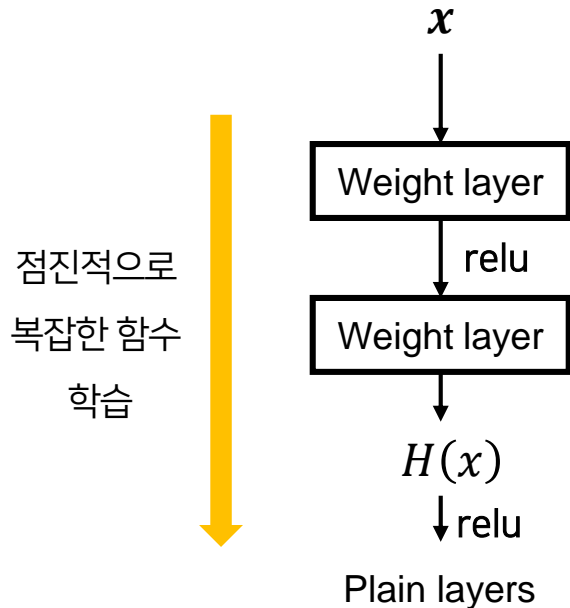 x
Weight layer
relu
Weight layer
H(x)
relu
Plain layers
점진적으로
복잡한 함수
학습